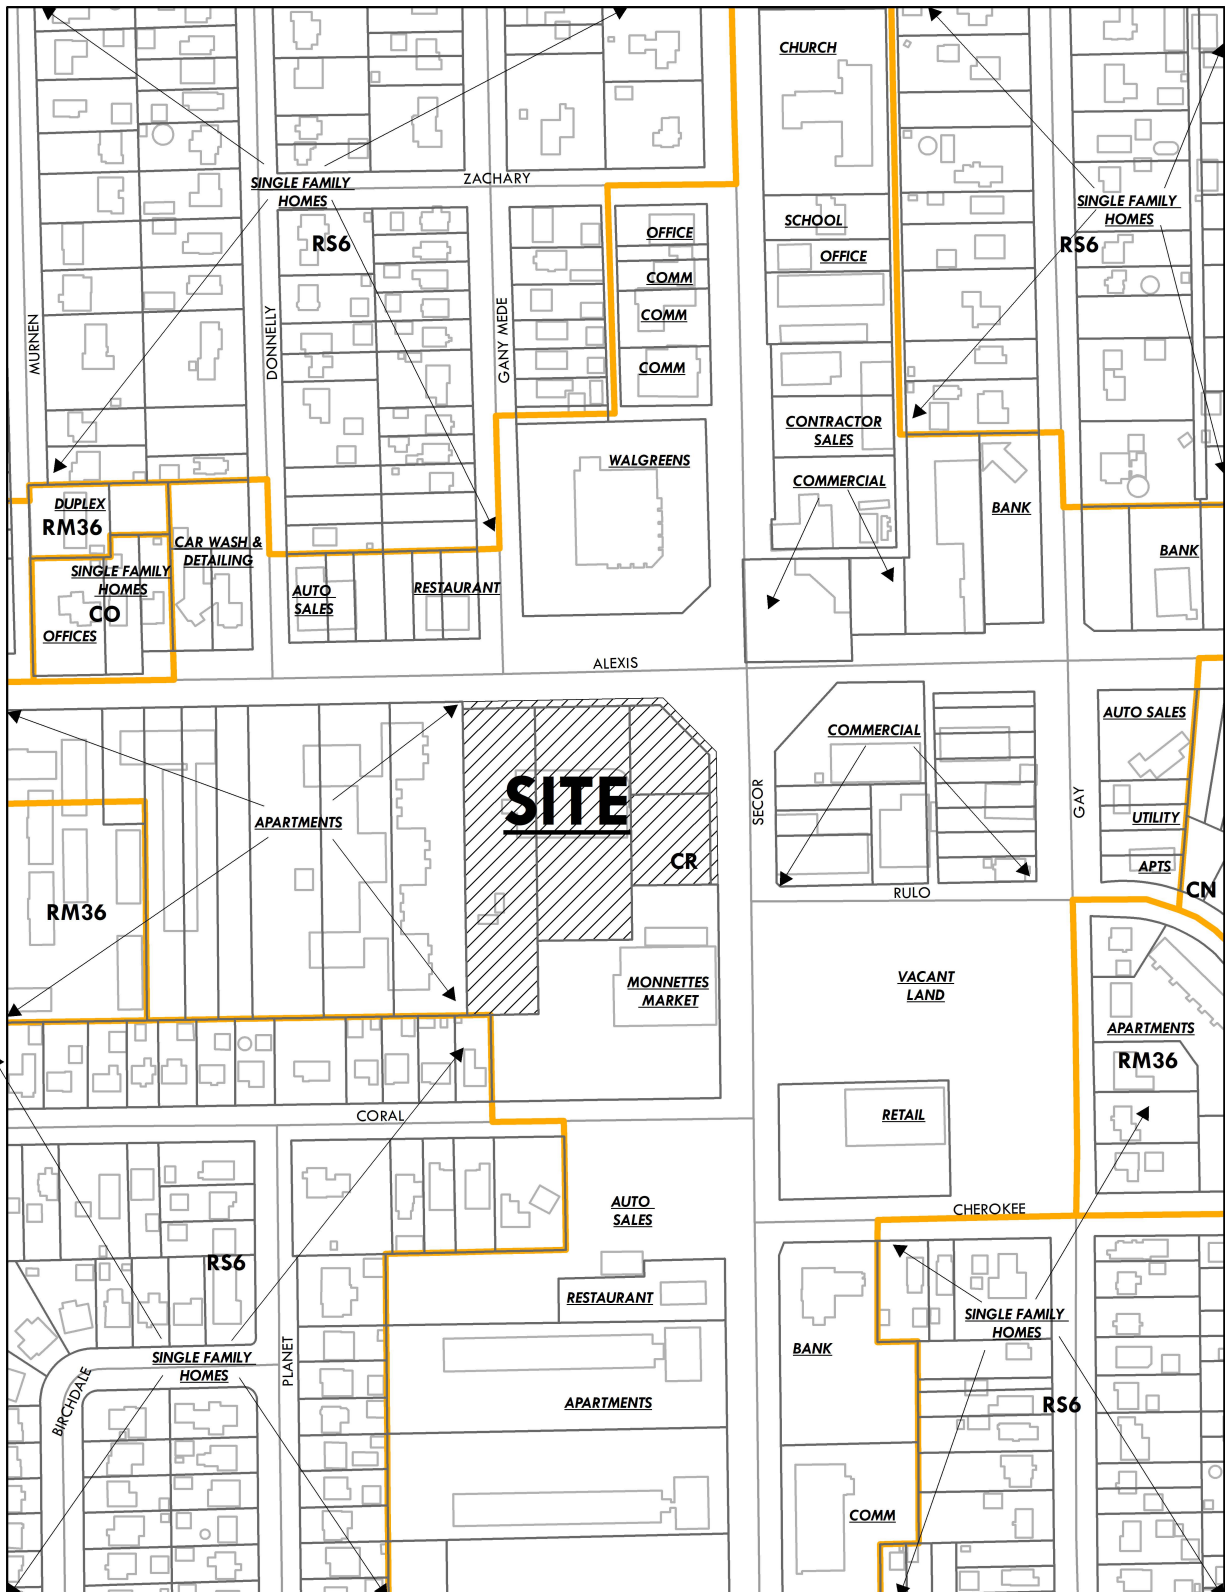 CHURCH
ZACHARY
SINGLE FAMILY
HOMES
SINGLE FAMILY
HOMES
SCHOOL
OFFICE
RS6
RS6
OFFICE
COMM
COMM
COMM
MURNEN
DONNELLY
GANY MEDE
CONTRACTOR
SALES
WALGREENS
COMMERCIAL
DUPLEX
RM36
BANK
CAR WASH &
DETAILING
BANK
SINGLE FAMILY
HOMES
CO
OFFICES
AUTO
SALES
RESTAURANT
ALEXIS
AUTO SALES
COMMERCIAL
SITE
SECOR
GAY
APARTMENTS
UTILITY
CR
APTS
RULO
CN
RM36
VACANT
LAND
MONNETTES
MARKET
APARTMENTS
RM36
CORAL
RETAIL
AUTO
SALES
CHEROKEE
RS6
RESTAURANT
SINGLE FAMILY
HOMES
PLANET
BANK
SINGLE FAMILY
HOMES
BIRCHDALE
APARTMENTS
RS6
COMM